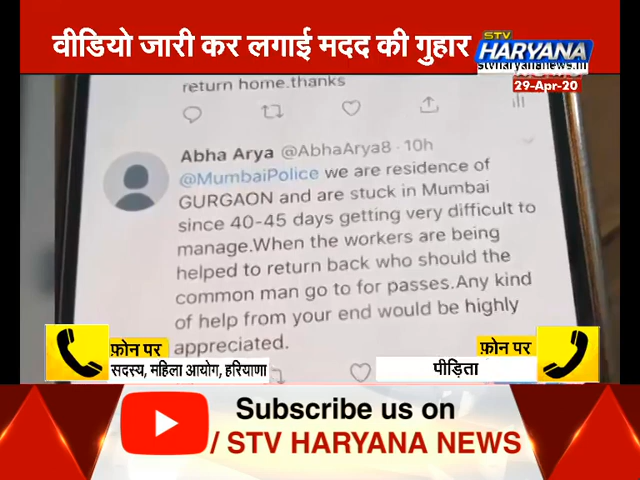 वीडियो जारी कर लगाई मदद की गुहार
STV
HARYANA
stvharyananews.in
29-Apr-20
return home.thanks
Abha Arya @AbhaArya8 · 10h
@MumbaiPolice we are residence of
GURGAON and are stuck in Mumbai
since 40-45 days getting very difficult to
manage.When the workers are being
helped to return back who should the
common man go to for passes.Any kind
of help from your end would be highly
appreciated.
फ़ोन पर
सदस्य, महिला आयोग, हरियाणा
फ़ोन पर
पीड़िता
Subscribe us on
/ STV HARYANA NEWS